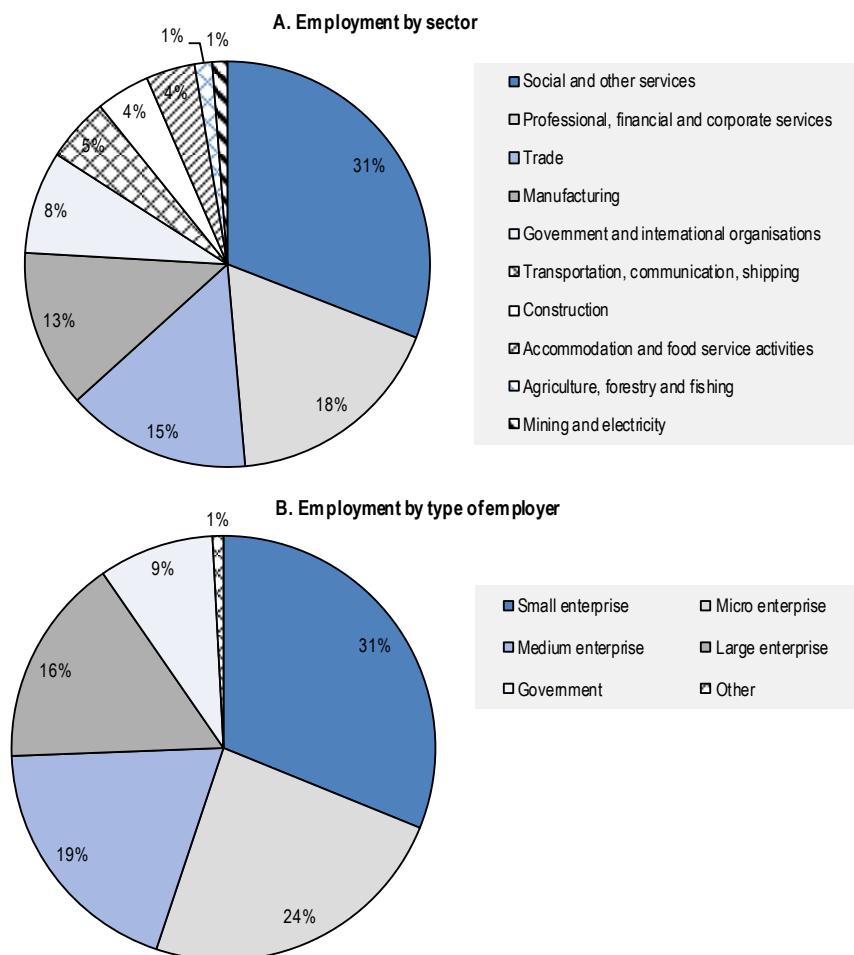 A. Employment by sector
1%
1%
4%
4%
5%
31%
8%
13%
18%
15%
Social and other services
Professional, financial and corporate services
Trade
Manufacturing
Government and international organisations
Transportation, communication, shipping
Construction
Accommodation and food service activities
Agriculture, forestry and fishing
Mining and electricity
B. Employment by type of employer
1%
9%
31%
16%
19%
24%
Small enterprise
Micro enterprise
Medium enterprise
Large enterprise
Government
Other